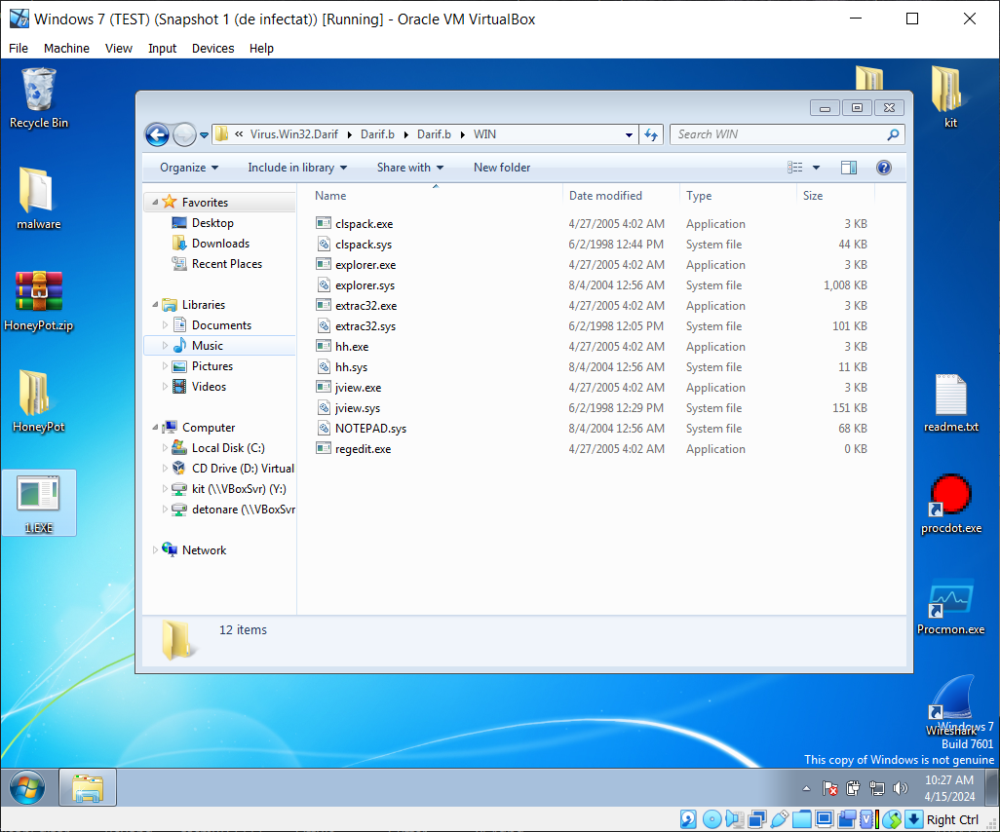 Windows 7 (TEST) (Snapshot 1 (de infectat)) [Running] - Oracle VM VirtualBox
File Machine View Input Devices Help
Recycle Bin
malware
HoneyPot.zip
HoneyPot
1.EXE
kit
readme.txt
procdot.exe
Procmon.exe
Wireshark
« Virus.Win32.Darif Darif.b Darif.b WIN
Search WIN
Organize Include in library Share with New folder
Favorites
Desktop
Downloads
Recent Places
Libraries
Documents
Music
Pictures
Videos
Computer
Local Disk (C:)
CD Drive (D:) Virtual
kit (\\VBoxSvr) (Y:)
detonare (\\VBoxSvr
Network
Name Date modified Type Size
clspack.exe 4/27/2005 4:02 AM Application 3 KB
clspack.sys 6/2/1998 12:44 PM System file 44 KB
explorer.exe 4/27/2005 4:02 AM Application 3 KB
explorer.sys 8/4/2004 12:56 AM System file 1,008 KB
extrac32.exe 4/27/2005 4:02 AM Application 3 KB
extrac32.sys 6/2/1998 12:05 PM System file 101 KB
hh.exe 4/27/2005 4:02 AM Application 3 KB
hh.sys 8/4/2004 12:56 AM System file 11 KB
jview.exe 4/27/2005 4:02 AM Application 3 KB
jview.sys 6/2/1998 12:29 PM System file 151 KB
NOTEPAD.sys 8/4/2004 12:56 AM System file 68 KB
regedit.exe 4/27/2005 4:02 AM Application 0 KB
12 items
Windows 7
Build 7601
This copy of Windows is not genuine
10:27 AM
4/15/2024
Right Ctrl